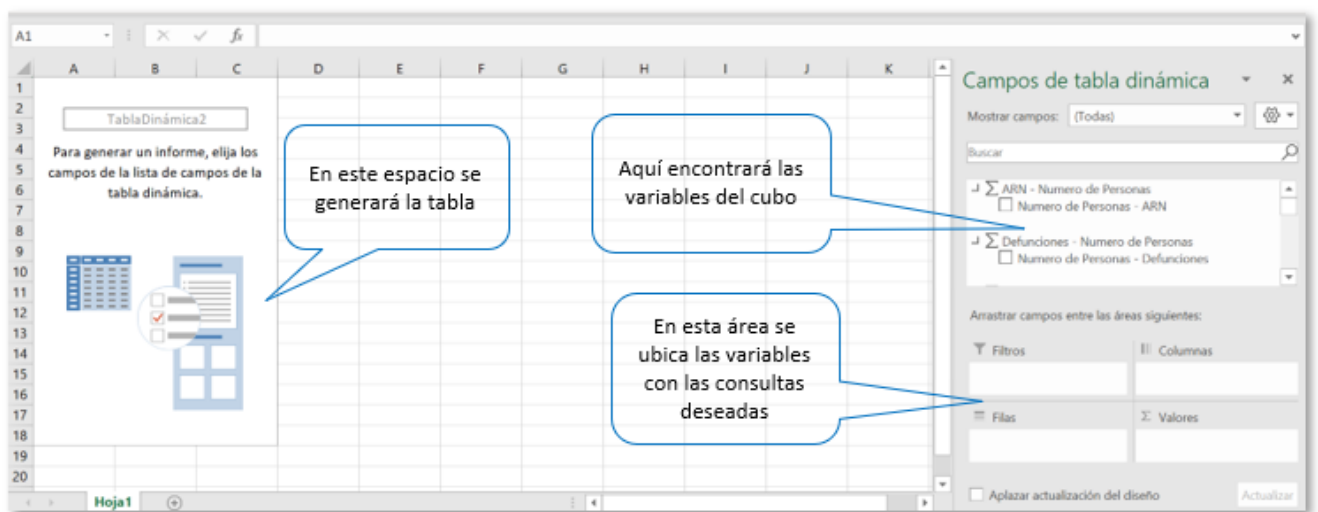 A1
fx
A B C D E F G H I J K
1
2
3
4
5
6
7
8
9
10
11
12
13
14
15
16
17
18
19
20
TablaDinámica2
Para generar un informe, elija los
campos de la lista de campos de la
tabla dinámica.
En este espacio se
generará la tabla
Aquí encontrará las
variables del cubo
En esta área se
ubica las variables
con las consultas
deseadas
Campos de tabla dinámica
Mostrar campos: (Todas)
Buscar
∑ ARN - Numero de Personas
Numero de Personas - ARN
∑ Defunciones - Numero de Personas
Numero de Personas - Defunciones
Arrastrar campos entre las áreas siguientes:
Filtros
Columnas
Filas
Σ Valores
Aplazar actualización del diseño
Actualizar
Hoja1